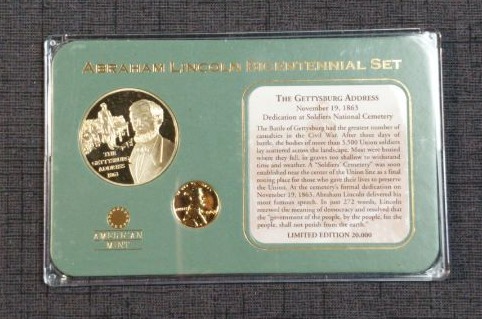 ABRAHAM LINCOLN BICENTENNIAL SET
THE
GETTYSBURG
ADDRESS
1863
AMERICAN
MINT
THE GETTYSBURG ADDRESS
November 19, 1863
Dedication at Soldiers National Cemetery
The Battle of Gettysburg had the greatest number of
casualties in the Civil War. After three days of
battle, the bodies of more than 3,500 Union soldiers
lay scattered across the landscape. Most were buried
where they fell, in graves too shallow to withstand
time and weather. A "Soldiers' Cemetery" was soon
established near the center of the Union line as a final
resting place for those who gave their lives to preserve
the Union. At the cemetery's formal dedication on
November 19, 1863, Abraham Lincoln delivered his
most famous speech. In just 272 words, Lincoln
renewed the meaning of democracy and resolved that
the "government of the people, by the people, for the
people, shall not perish from the earth."
LIMITED EDITION 20,000